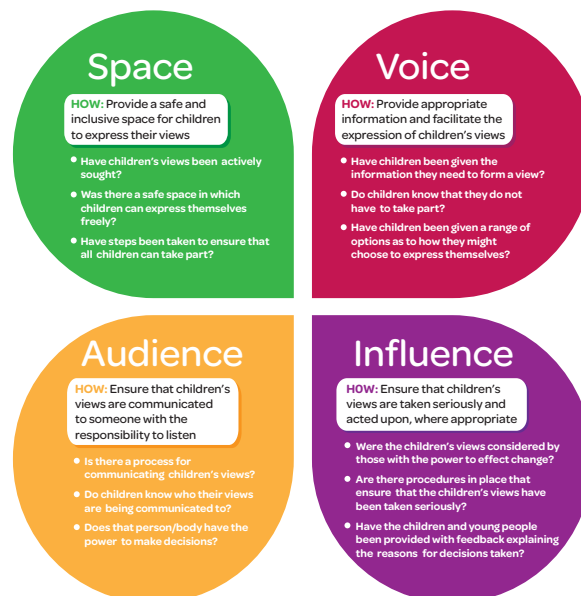 Space
HOW: Provide a safe and
inclusive space for children
to express their views
• Have children's views been actively
sought?
• Was there a safe space in which
children can express themselves
freely?
• Have steps been taken to ensure that
all children can take part?
Voice
HOW: Provide appropriate
information and facilitate the
expression of children's views
• Have children been given the
information they need to form a view?
• Do children know that they do not
have to take part?
• Have children been given a range of
options as to how they might
choose to express themselves?
Audience
HOW: Ensure that children's
views are communicated
to someone with the
responsibility to listen
• Is there a process for
communicating children's views?
• Do children know who their views
are being communicated to?
• Does that person/body have the
power to make decisions?
Influence
HOW: Ensure that children's
views are taken seriously and
acted upon, where appropriate
• Were the children's views considered by
those with the power to effect change?
• Are there procedures in place that
ensure that the children's views have
been taken seriously?
• Have the children and young people
been provided with feedback explaining
the reasons for decisions taken?